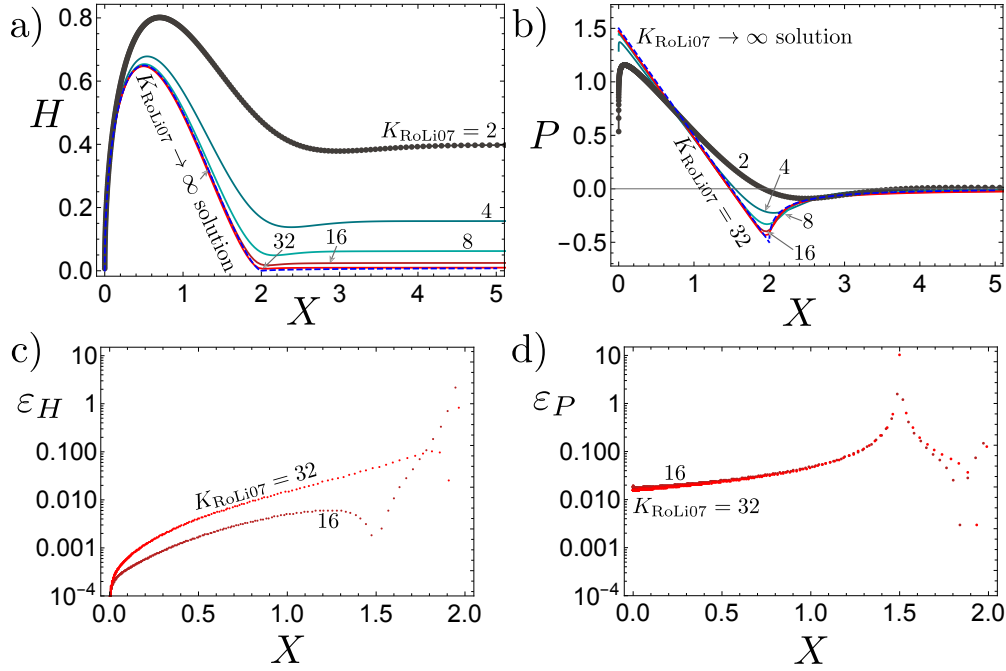 a)
0.8
0.6
0.4
0.2
0.0
H
K_RoLi07 → ∞ solution
K_RoLi07 = 2
4
8
16
32
0 1 2 3 4 5
X
b)
1.5
1.0
0.5
0.0
−0.5
P
K_RoLi07 → ∞ solution
2
4
K_RoLi07 = 32
8
16
0 1 2 3 4 5
X
c)
10
1
0.100
0.010
0.001
10⁻⁴
ε_H
K_RoLi07 = 32
16
0.0 0.5 1.0 1.5 2.0
X
d)
10
1
0.100
0.010
0.001
10⁻⁴
ε_P
16
K_RoLi07 = 32
0.0 0.5 1.0 1.5 2.0
X